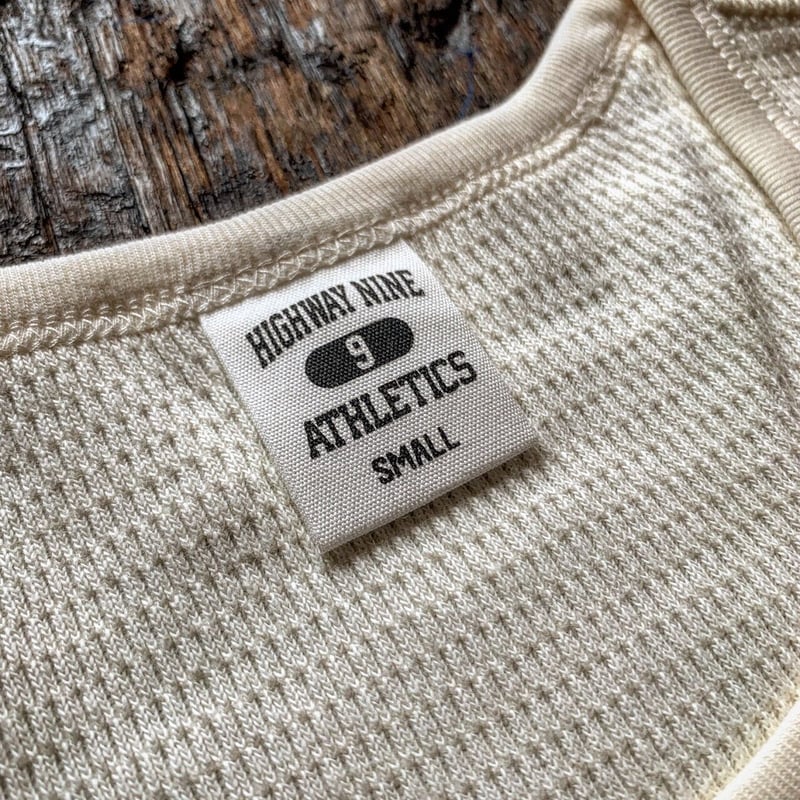 HIGHWAY NINE
9
ATHLETICS
SMALL